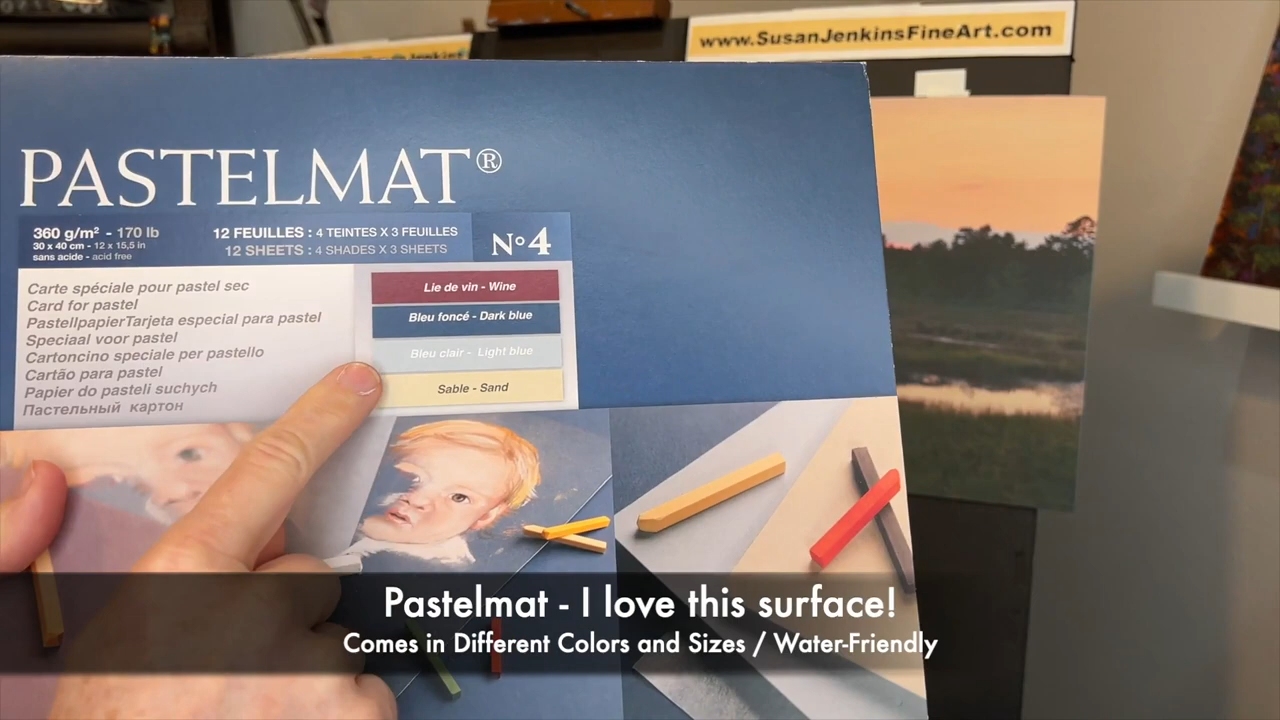 www.SusanJenkinsFineArt.com
PASTELMAT®
360 g/m² - 170 lb
30 x 40 cm - 12 x 15,5 in
sans acide - acid free
12 FEUILLES : 4 TEINTES X 3 FEUILLES
12 SHEETS : 4 SHADES X 3 SHEETS
N°4
Carte spéciale pour pastel sec
Card for pastel
PastellpapierTarjeta especial para pastel
Speciaal voor pastel
Cartoncino speciale per pastello
Cartão para pastel
Papier do pasteli suchych
Пастельный картон
Lie de vin - Wine
Bleu foncé - Dark blue
Bleu clair - Light blue
Sable - Sand
Pastelmat - I love this surface!
Comes in Different Colors and Sizes / Water-Friendly